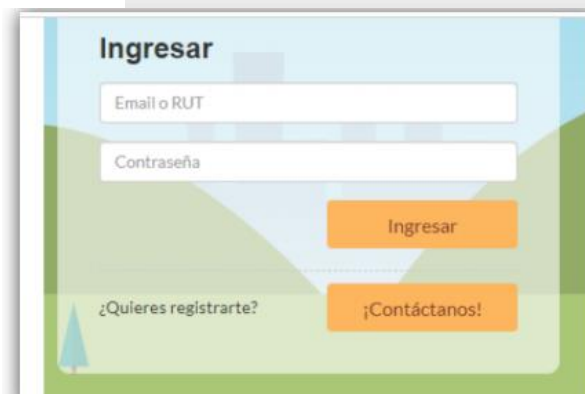 Ingresar
Email o RUT
Contraseña
Ingresar
¿Quieres registrarte?
¡Contáctanos!